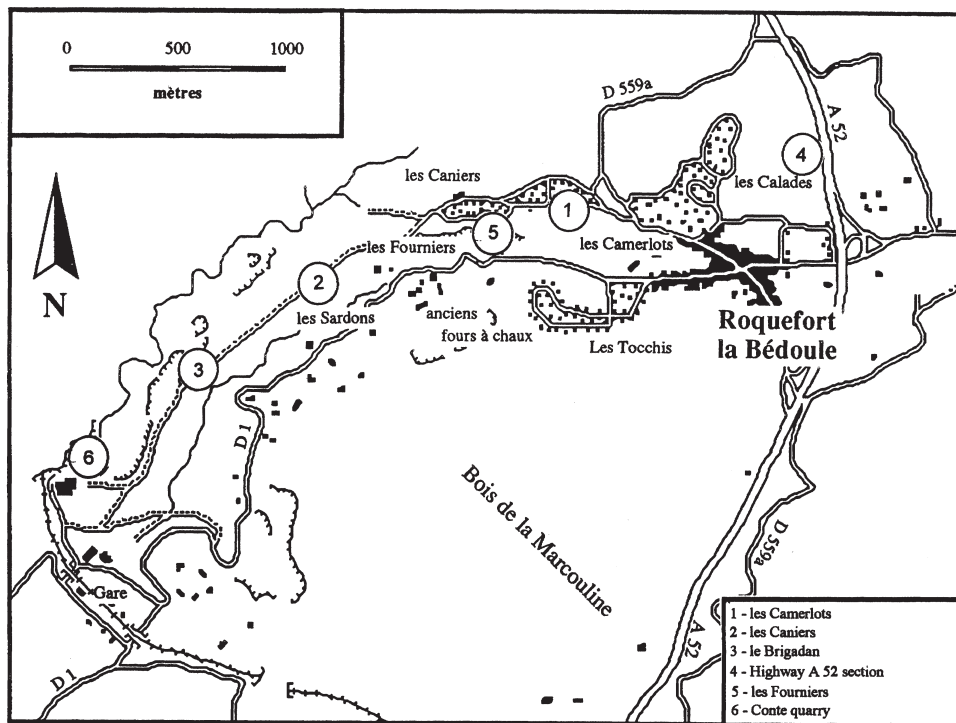 0 500 1000
mètres
N
D 559a
A 52
4
les Caniers
les Calades
1
5
les Fourniers
les Camerlots
2
les Sardons
anciens
fours à chaux
Les Tocchis
Roquefort
la Bédoule
3
D 1
6
Bois de la Marcouline
D 559a
Gare
A 52
D 1
E
1 - les Camerlots
2 - les Caniers
3 - le Brigadan
4 - Highway A 52 section
5 - les Fourniers
6 - Conte quarry